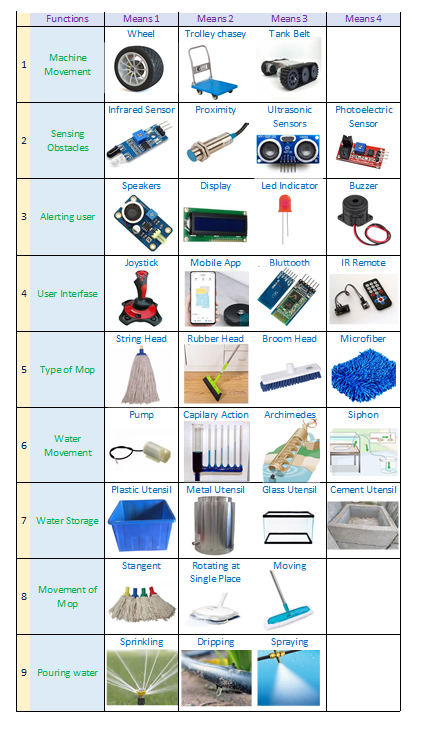 Functions Means 1 Means 2 Means 3 Means 4
1 Machine Movement Wheel Trolley chasey Tank Belt
2 Sensing Obstacles Infrared Sensor Proximity Ultrasonic Sensors Photoelectric Sensor
3 Alerting user Speakers Display Led Indicator Buzzer
4 User Interfase Joystick Mobile App Bluttooth IR Remote
5 Type of Mop String Head Rubber Head Broom Head Microfiber
6 Water Movement Pump Capilary Action Archimedes Siphon
7 Water Storage Plastic Utensil Metal Utensil Glass Utensil Cement Utensil
8 Movement of Mop Stangent Rotating at Single Place Moving
9 Pouring water Sprinkling Dripping Spraying